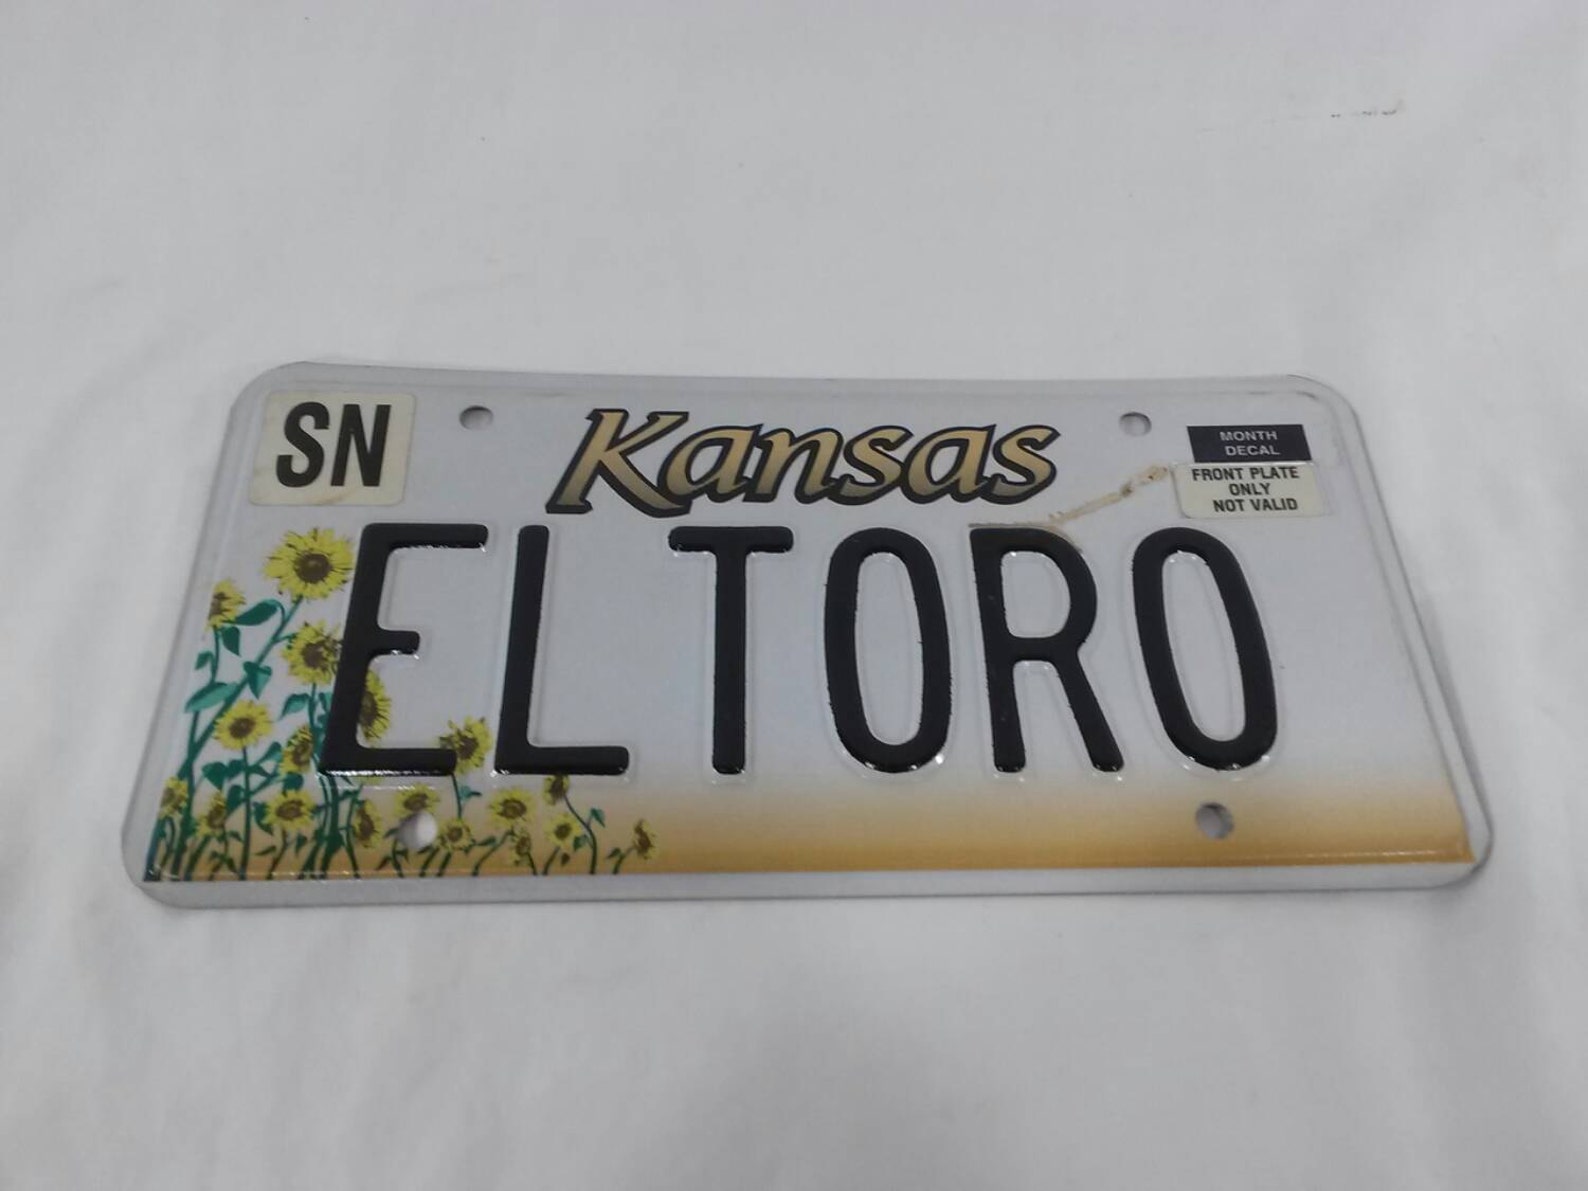 SN
Kansas
MONTH
DECAL
FRONT PLATE
ONLY
NOT VALID
ELTORO